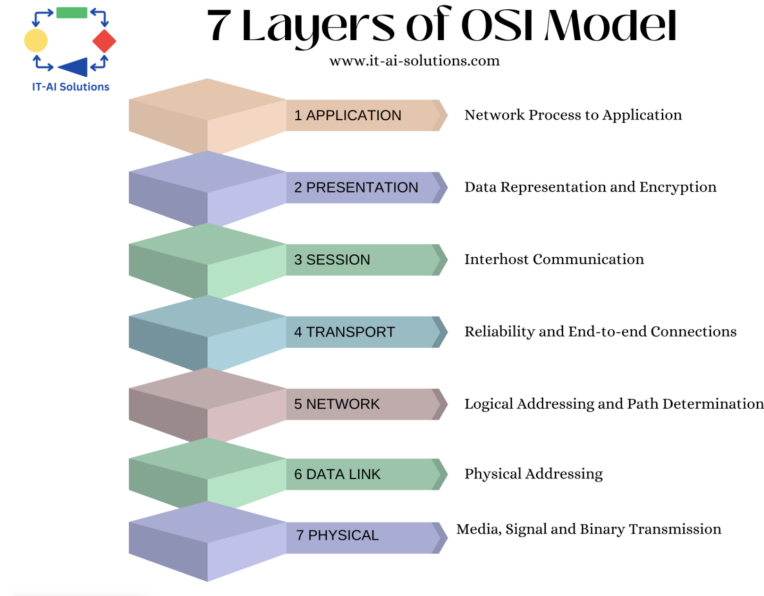 7 Layers of OSI Model
www.it-ai-solutions.com
IT-AI Solutions
1 APPLICATION
Network Process to Application
2 PRESENTATION
Data Representation and Encryption
3 SESSION
Interhost Communication
4 TRANSPORT
Reliability and End-to-end Connections
5 NETWORK
Logical Addressing and Path Determination
6 DATA LINK
Physical Addressing
7 PHYSICAL
Media, Signal and Binary Transmission